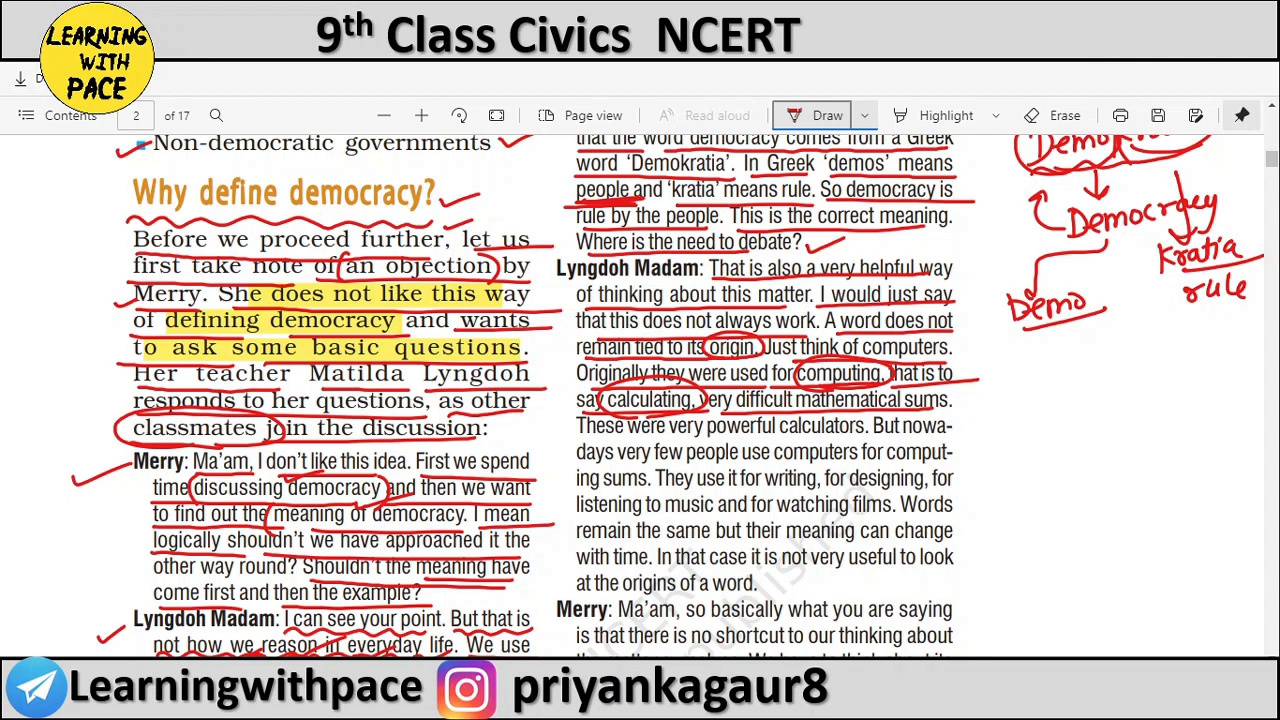 9th Class Civics NCERT
LEARNING
WITH
PACE
Contents
2
of 17
Page view
Read aloud
Draw
Highlight
Erase
Non-democratic governments
Why define democracy?
Before we proceed further, let us
first take note of an objection by
Merry. She does not like this way
of defining democracy and wants
to ask some basic questions.
Her teacher Matilda Lyngdoh
responds to her questions, as other
classmates join in the discussion:
Merry: Ma'am, I don't like this idea. First we spend
time discussing democracy and then we want
to find out the meaning of democracy. I mean
logically shouldn't we have approached it the
other way round? Shouldn't the meaning have
come first and then the example?
Lyngdoh Madam: I can see your point. But that is
not how we reason in everyday life. We use
that the word democracy comes from a Greek
word 'Demokratia'. In Greek 'demos' means
people and 'kratia' means rule. So democracy is
rule by the people. This is the correct meaning.
Where is the need to debate?
Lyngdoh Madam: That is also a very helpful way
of thinking about this matter. I would just say
that this does not always work. A word does not
remain tied to its origin. Just think of computers.
Originally they were used for computing, that is to
say calculating, very difficult mathematical sums.
These were very powerful calculators. But nowa-
days very few people use computers for comput-
ing sums. They use it for writing, for designing, for
listening to music and for watching films. Words
remain the same but their meaning can change
with time. In that case it is not very useful to look
at the origins of a word.
Merry: Ma'am, so basically what you are saying
is that there is no shortcut to our thinking about
Democracy
Kratia
rule
Demo
Learningwithpace
priyankagaur8